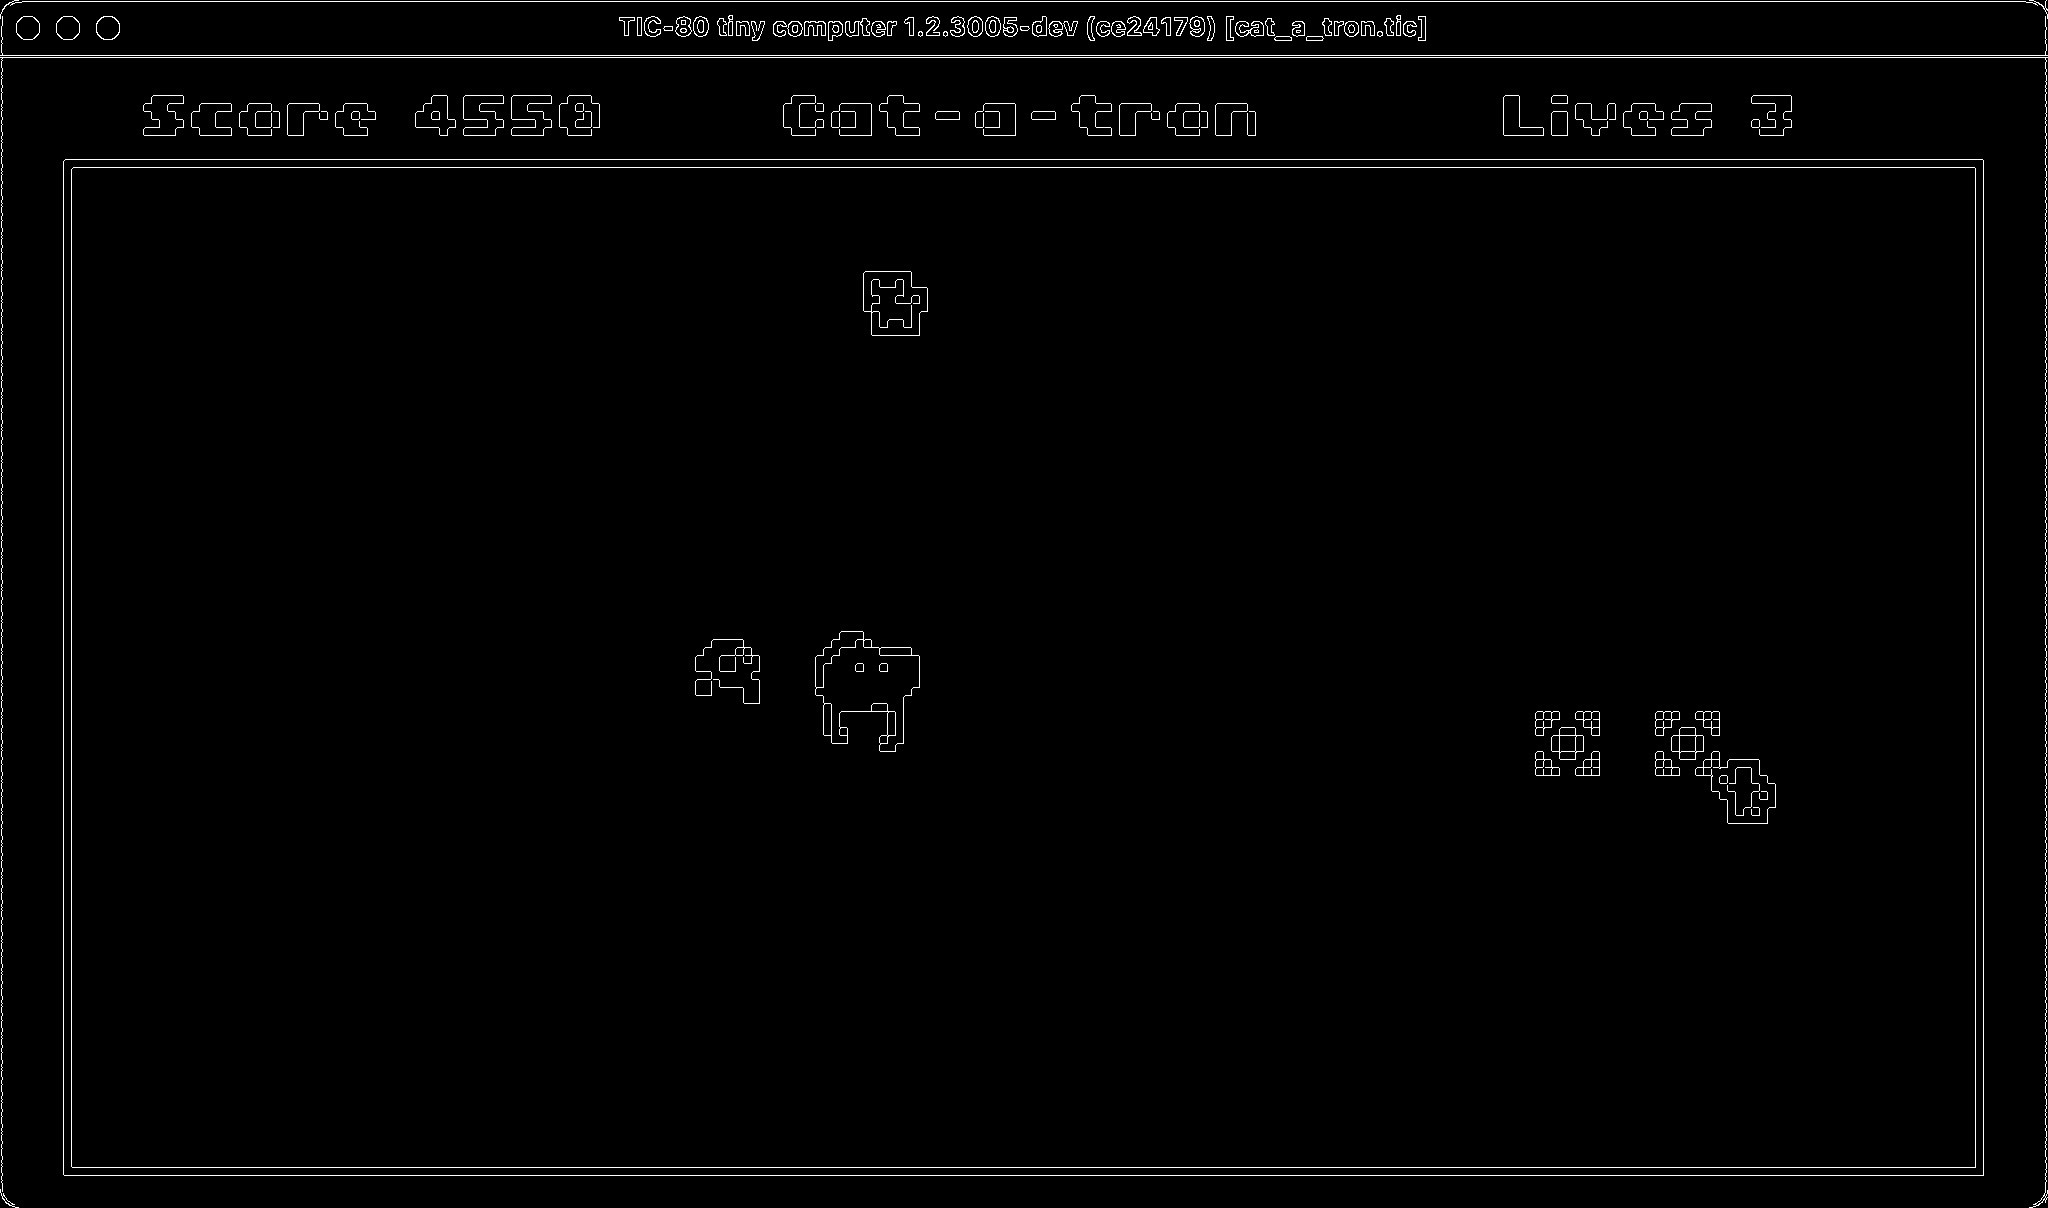 TIC-80 tiny computer 1.2.3005-dev (ce24179) [cat_a_tron.tic]
Score 4550 Cat-a-tron Lives 3